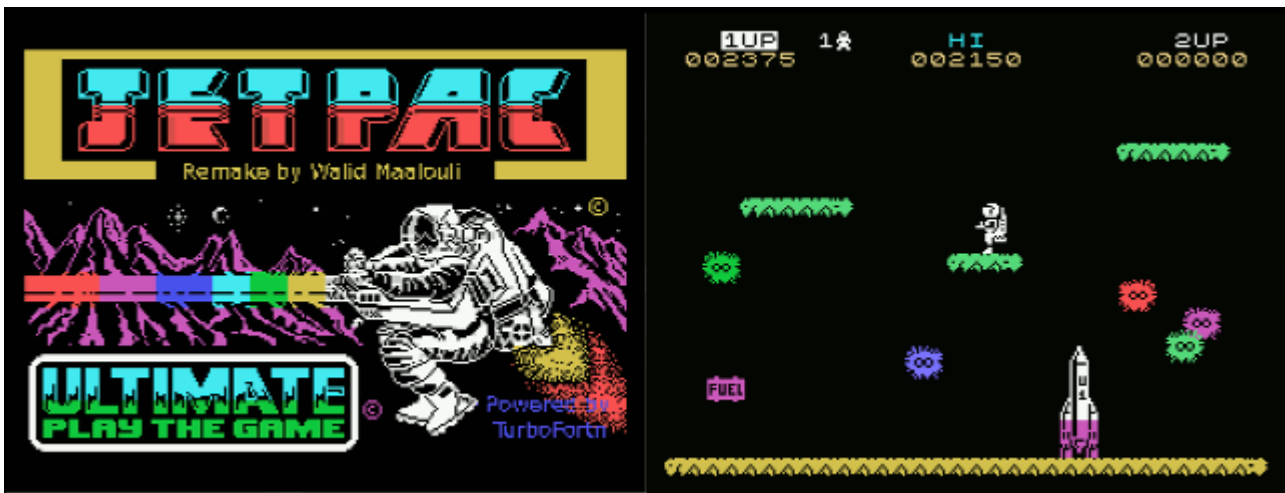 JETPAC
Remake by Walid Maalouli
©
ULTIMATE
PLAY THE GAME
©
Powered by
TurboForth
1UP 1 HI 2UP
002375 002150 000000
FUEL
U
1